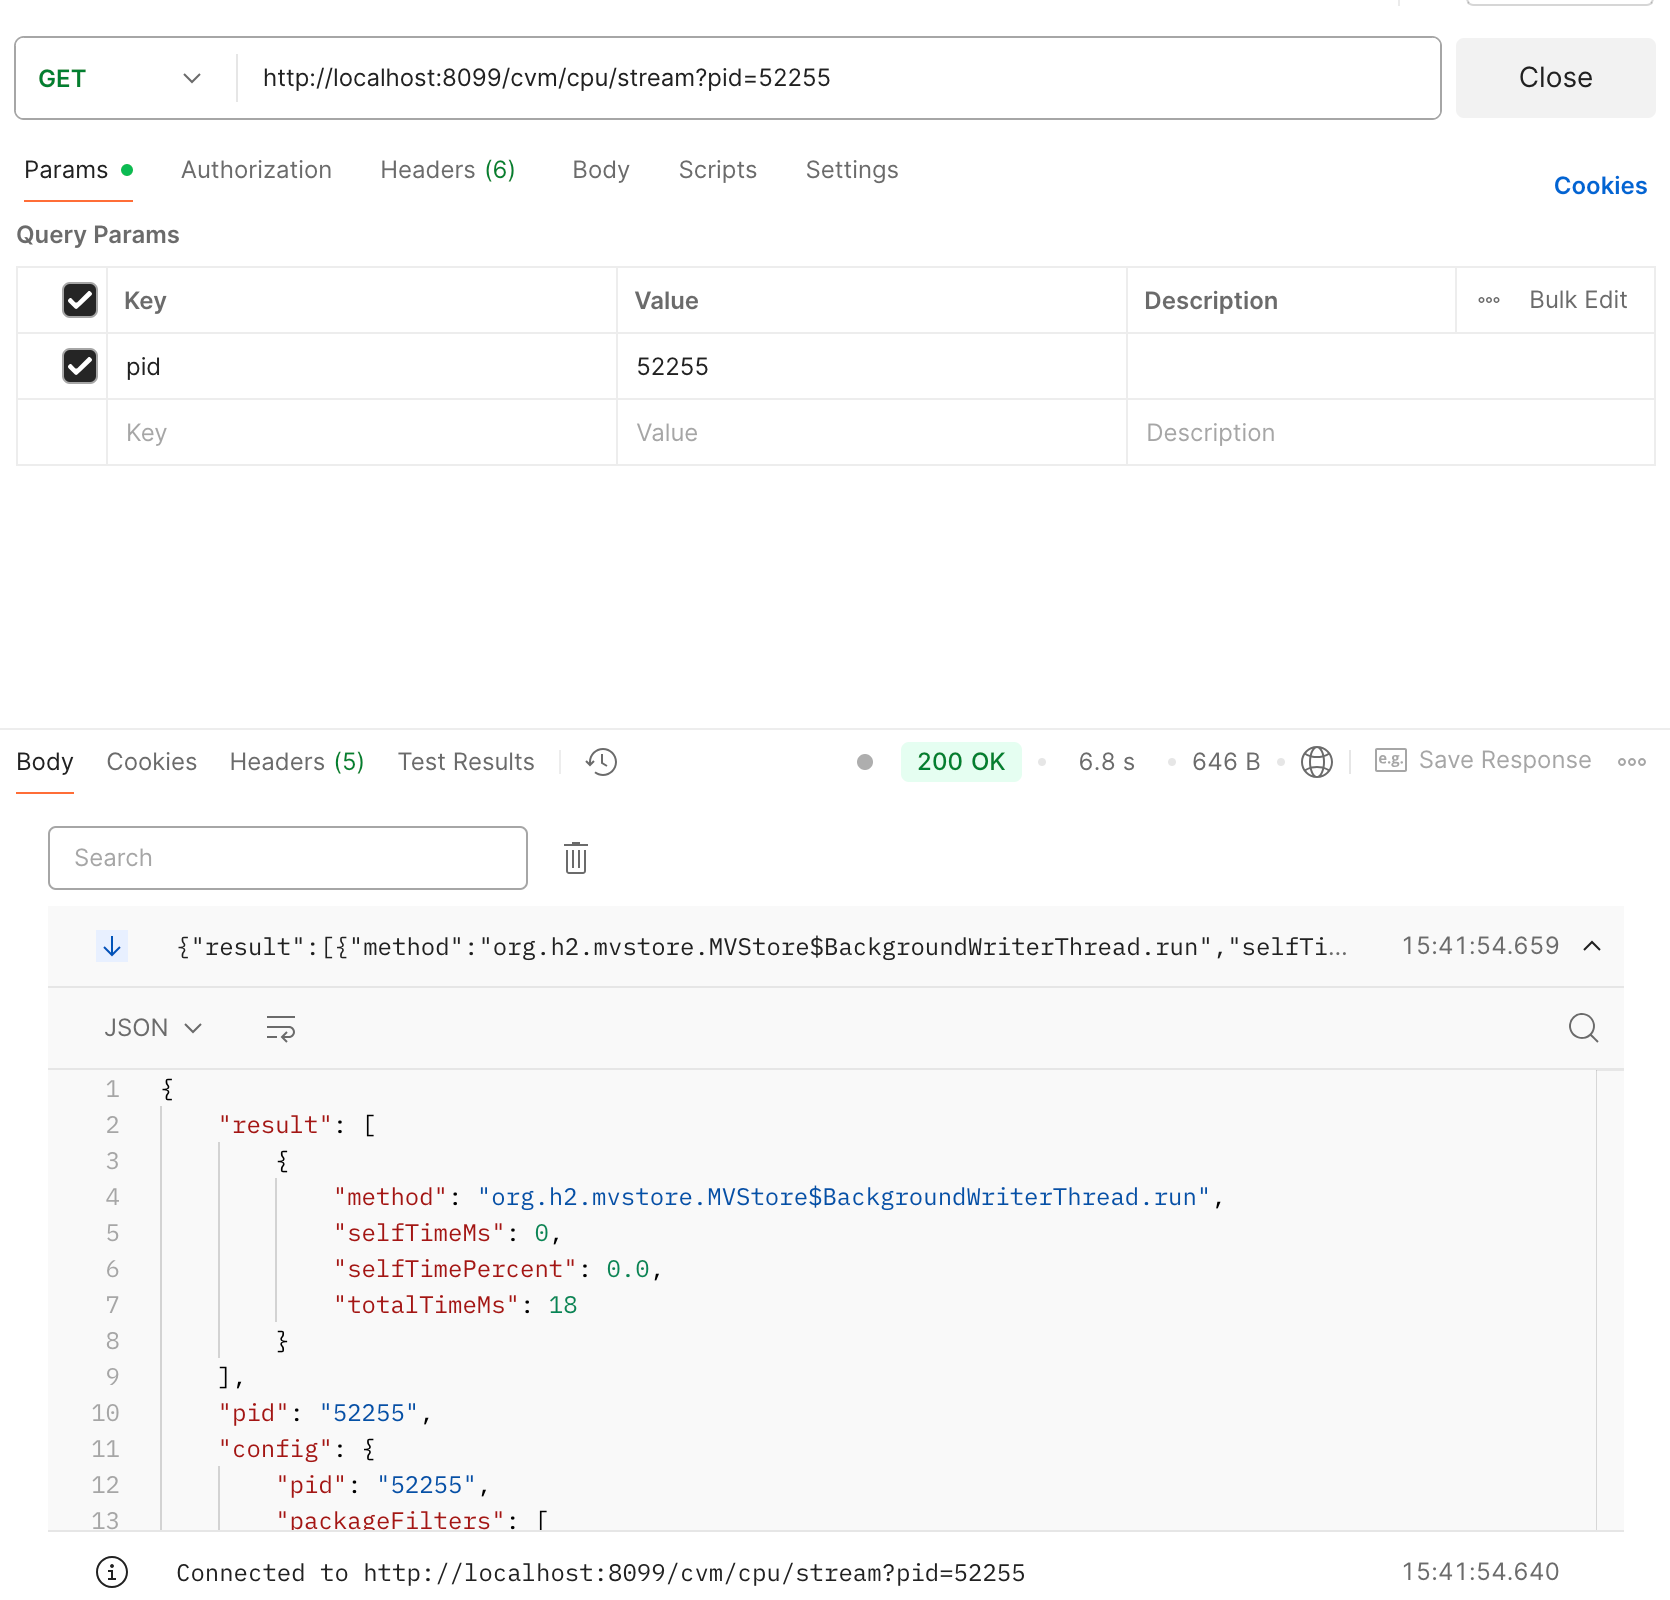 GET http://localhost:8099/cvm/cpu/stream?pid=52255 Close
Params Authorization Headers (6) Body Scripts Settings Cookies
Query Params
Key Value Description Bulk Edit
pid 52255
Key Value Description
Body Cookies Headers (5) Test Results 200 OK 6.8 s 646 B e.g. Save Response
Search
{"result":[{"method":"org.h2.mvstore.MVStore$BackgroundWriterThread.run","selfTi... 15:41:54.659
JSON
1 {
2 "result": [
3 {
4 "method": "org.h2.mvstore.MVStore$BackgroundWriterThread.run",
5 "selfTimeMs": 0,
6 "selfTimePercent": 0.0,
7 "totalTimeMs": 18
8 }
9 ],
10 "pid": "52255",
11 "config": {
12 "pid": "52255",
13 "packageFilters": [
Connected to http://localhost:8099/cvm/cpu/stream?pid=52255 15:41:54.640